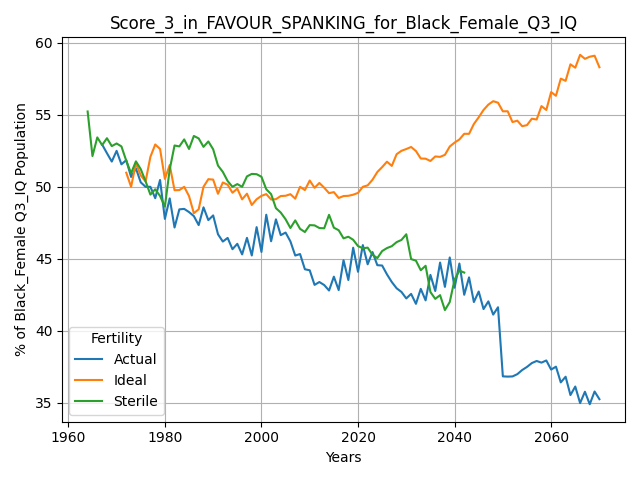 Score_3_in_FAVOUR_SPANKING_for_Black_Female_Q3_IQ
% of Black_Female Q3_IQ Population
60
55
50
45
40
35
Fertility
Actual
Ideal
Sterile
1960 1980 2000 2020 2040 2060
Years